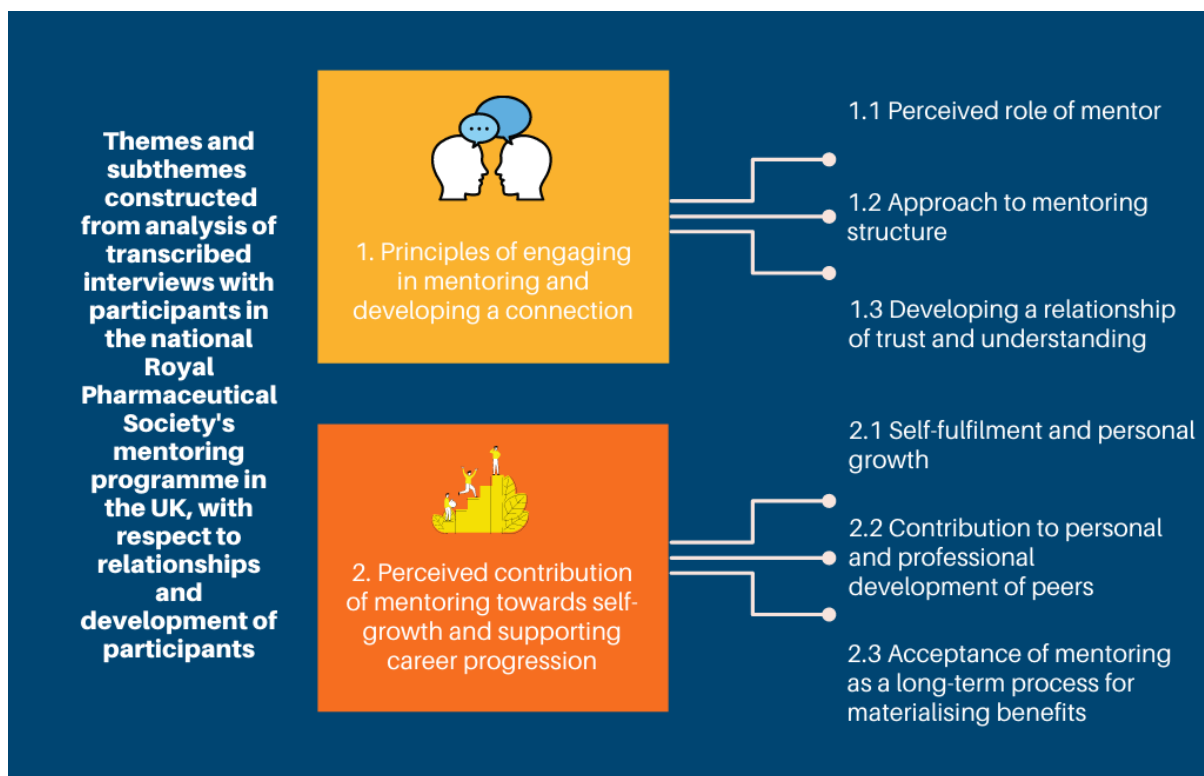 Themes and
subthemes
constructed
from analysis of
transcribed
interviews with
participants in
the national
Royal
Pharmaceutical
Society's
mentoring
programme in
the UK, with
respect to
relationships
and
development of
participants
1. Principles of engaging
in mentoring and
developing a connection
1.1 Perceived role of mentor
1.2 Approach to mentoring
structure
1.3 Developing a relationship
of trust and understanding
2. Perceived contribution
of mentoring towards self-
growth and supporting
career progression
2.1 Self-fulfilment and personal
growth
2.2 Contribution to personal
and professional
development of peers
2.3 Acceptance of mentoring
as a long-term process for
materialising benefits